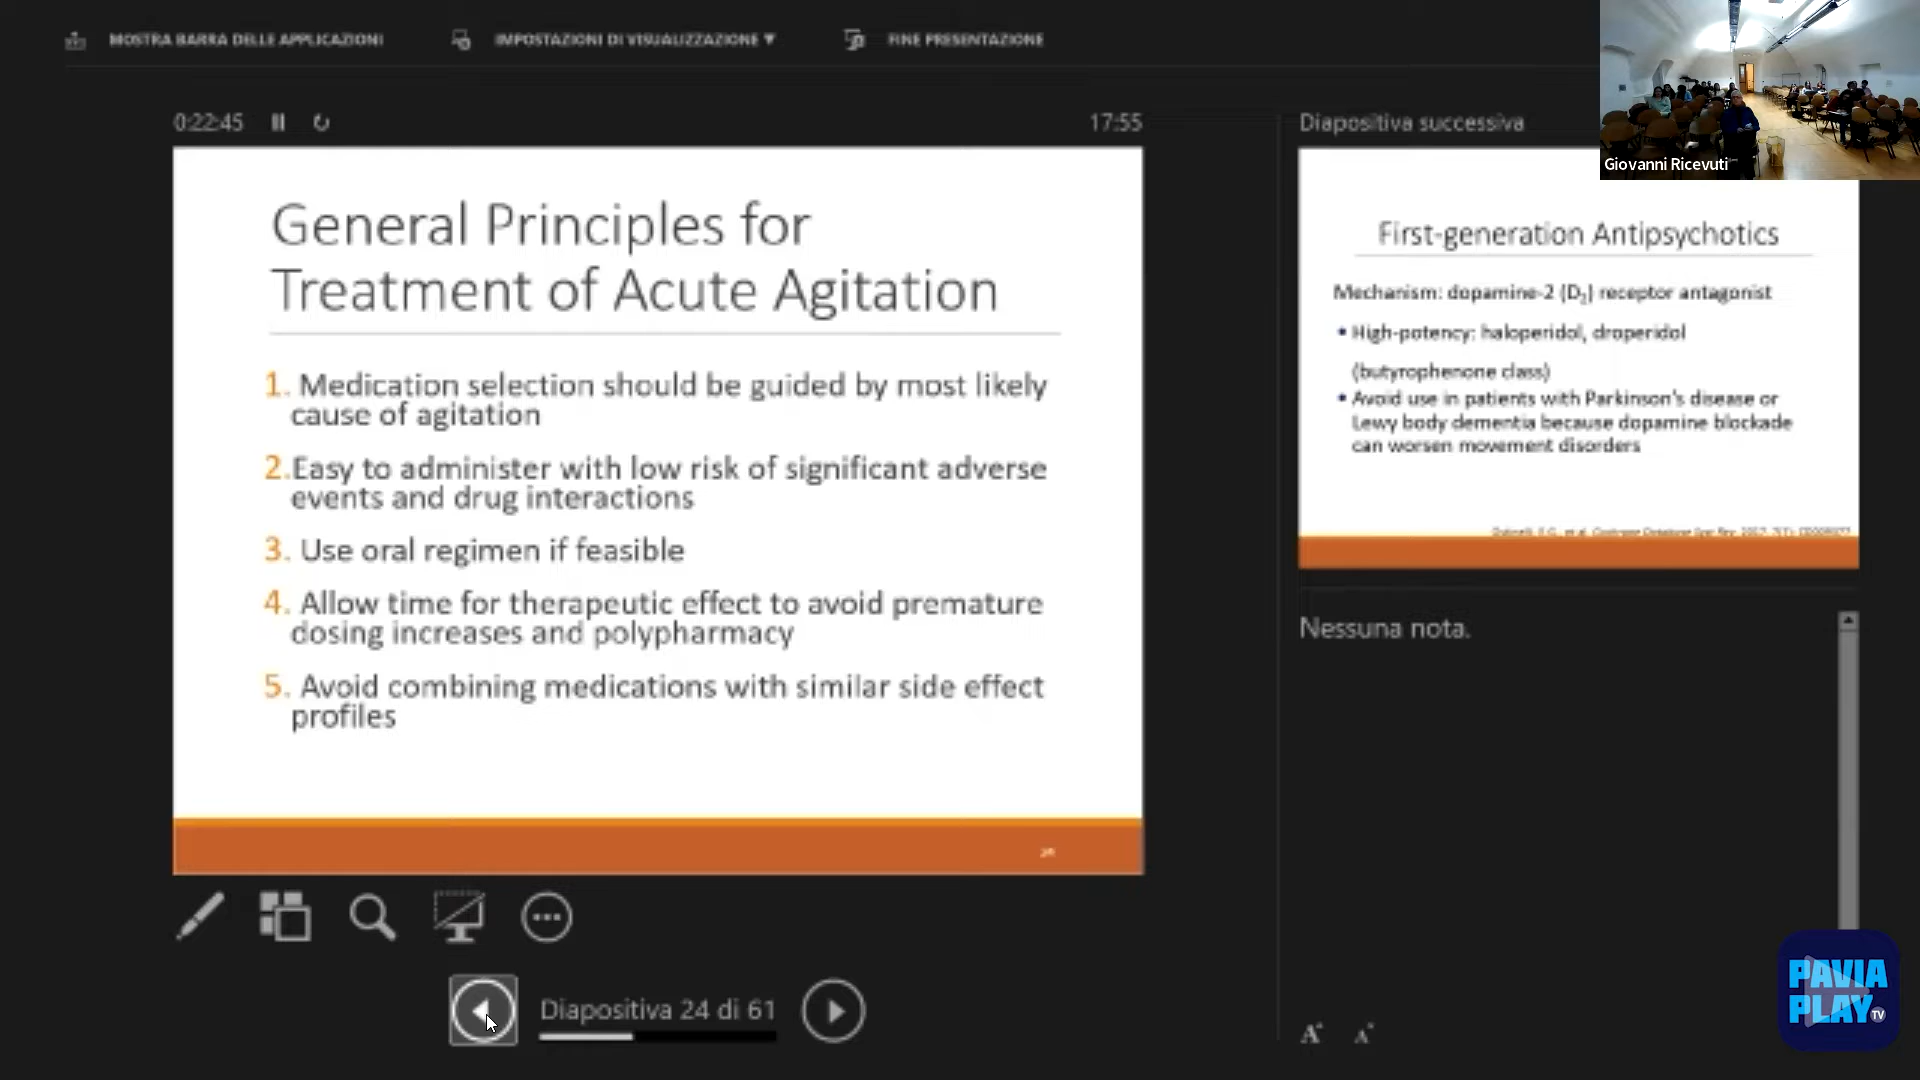 MOSTRA BARRA DELLE APPLICAZIONI
IMPOSTAZIONI DI VISUALIZZAZIONE ▼
FINE PRESENTAZIONE
Giovanni Ricevuti
0:22:45
17:55
Diapositiva successiva
General Principles for
Treatment of Acute Agitation
1. Medication selection should be guided by most likely
cause of agitation
2.Easy to administer with low risk of significant adverse
events and drug interactions
3. Use oral regimen if feasible
4. Allow time for therapeutic effect to avoid premature
dosing increases and polypharmacy
5. Avoid combining medications with similar side effect
profiles
First-generation Antipsychotics
Mechanism: dopamine-2 (D₂) receptor antagonist
• High-potency: haloperidol, droperidol
(butyrophenone class)
• Avoid use in patients with Parkinson's disease or
Lewy body dementia because dopamine blockade
can worsen movement disorders
Nessuna nota.
Diapositiva 24 di 61
A A
PAVIA
PLAY TV